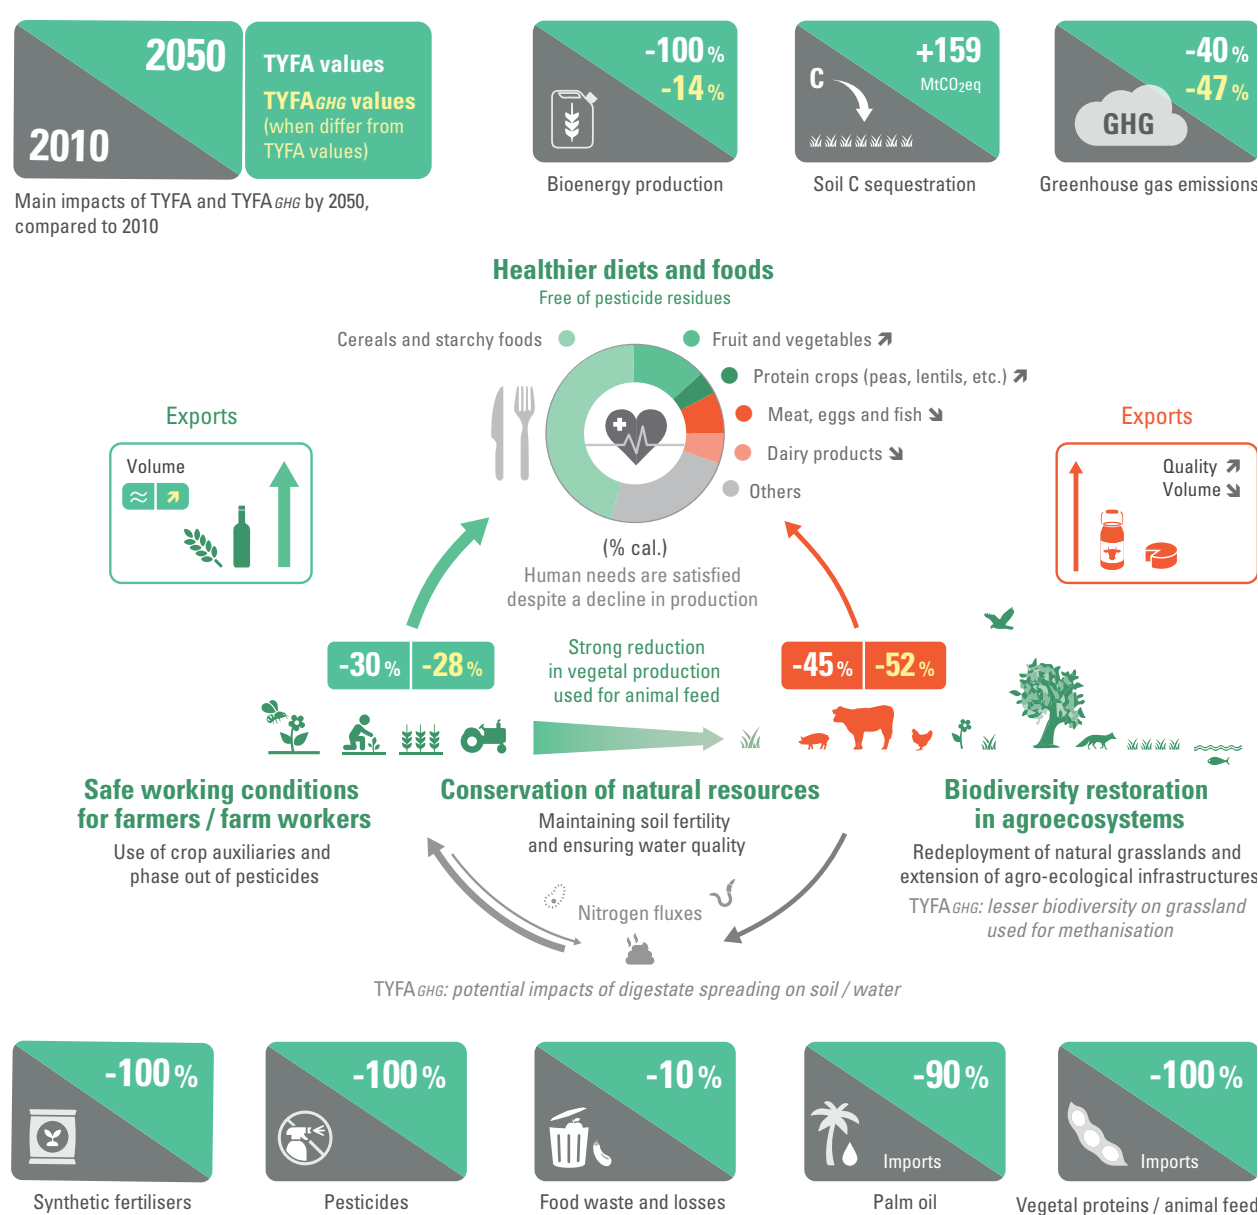 2050
2010
TYFA values
TYFAGHG values
(when differ from
TYFA values)
Main impacts of TYFA and TYFAGHG by 2050,
compared to 2010
-100 %
-14 %
Bioenergy production
C
+159
MtCO₂eq
Soil C sequestration
-40 %
-47 %
GHG
Greenhouse gas emissions
Healthier diets and foods
Free of pesticide residues
Cereals and starchy foods
Fruit and vegetables
Protein crops (peas, lentils, etc.)
Meat, eggs and fish
Dairy products
Others
(% cal.)
Human needs are satisfied
despite a decline in production
Exports
Volume
≈
Exports
Quality
Volume
-30 % -28 %
Strong reduction
in vegetal production
used for animal feed
-45 % -52 %
Safe working conditions
for farmers / farm workers
Use of crop auxiliaries and
phase out of pesticides
Conservation of natural resources
Maintaining soil fertility
and ensuring water quality
Nitrogen fluxes
Biodiversity restoration
in agroecosystems
Redeployment of natural grasslands and
extension of agro-ecological infrastructures
TYFAGHG: lesser biodiversity on grassland
used for methanisation
TYFAGHG: potential impacts of digestate spreading on soil / water
-100 %
Synthetic fertilisers
-100 %
Pesticides
-10 %
Food waste and losses
-90 %
Imports
Palm oil
-100 %
Imports
Vegetal proteins / animal feed